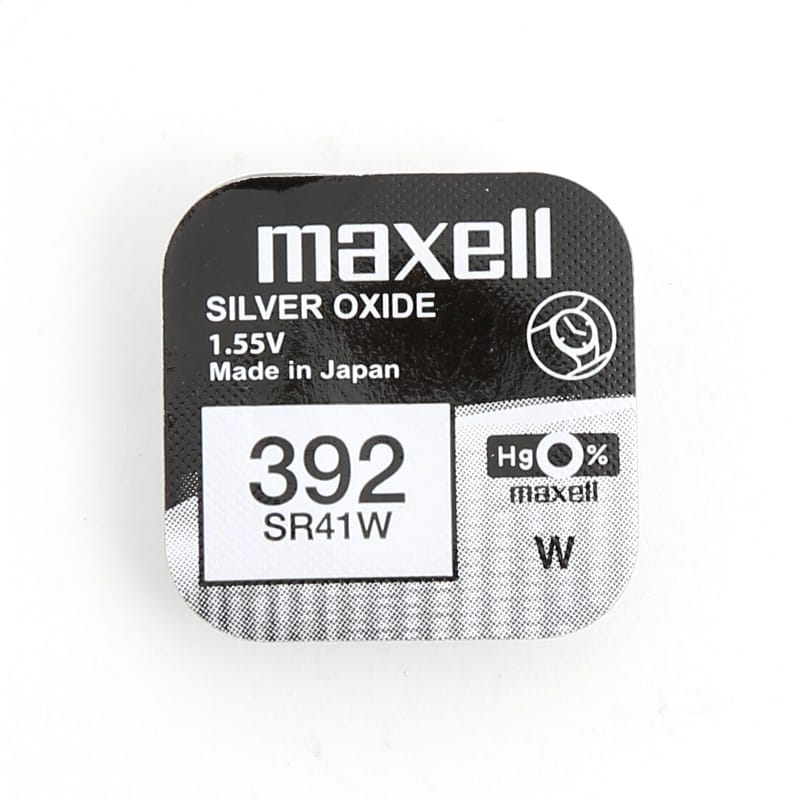 maxell
SILVER OXIDE
1.55V
Made in Japan
392
SR41W
Hg0%
maxell
W